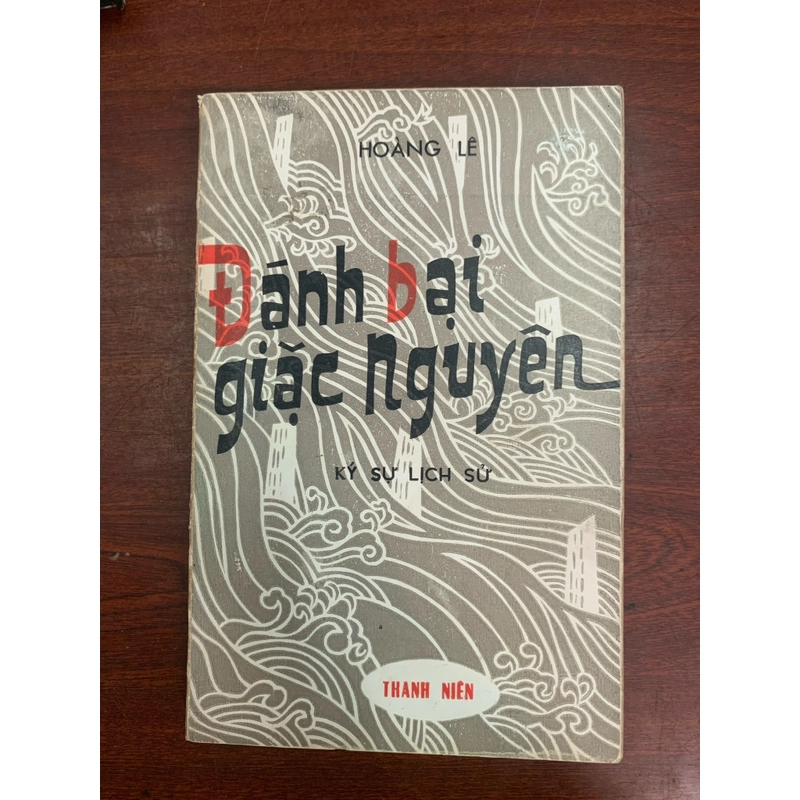 HOÀNG LÊ
Đánh bại
giặc nguyên
KÝ SỰ LỊCH SỬ
THANH NIÊN